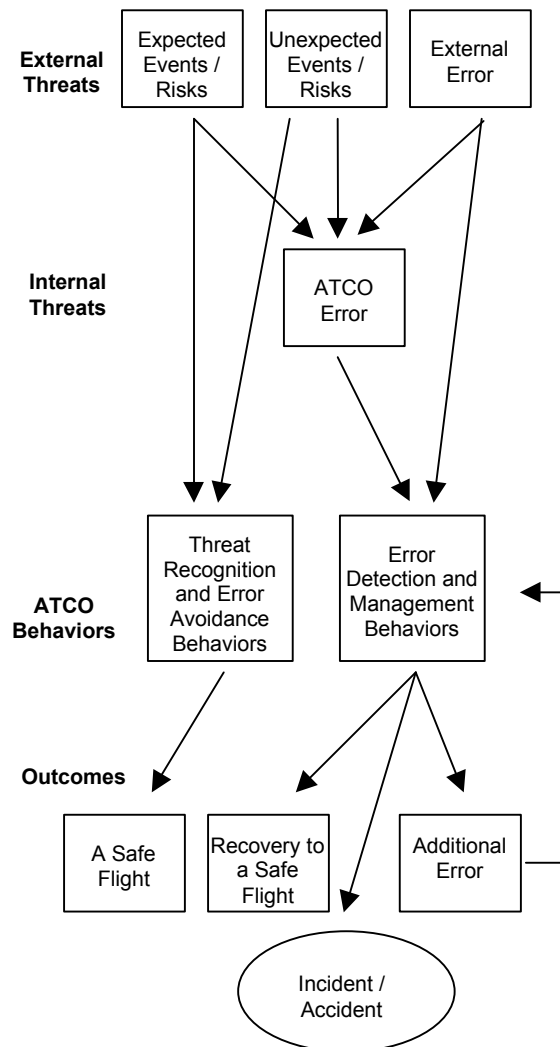 External
Threats
Expected
Events /
Risks
Unexpected
Events /
Risks
External
Error
Internal
Threats
ATCO
Error
ATCO
Behaviors
Threat
Recognition
and Error
Avoidance
Behaviors
Error
Detection and
Management
Behaviors
Outcomes
A Safe
Flight
Recovery to
a Safe
Flight
Additional
Error
Incident /
Accident